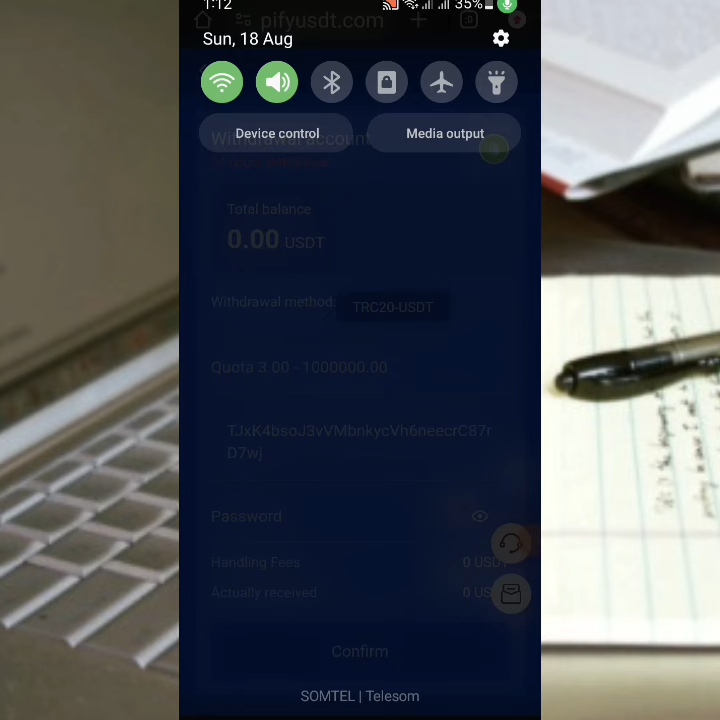 1:12
35%
pifyusdt.com
Sun, 18 Aug
Device control
Media output
Withdrawal account
Total balance
0.00 USDT
Withdrawal method:
TRC20-USDT
Quota 3.00 - 1000000.00
TJxK4bsoJ3vVMbnkycVh6neecrC87r
D7wj
Password
Handling Fees
0 USDT
Actually received
0 US
Confirm
SOMTEL | Telesom